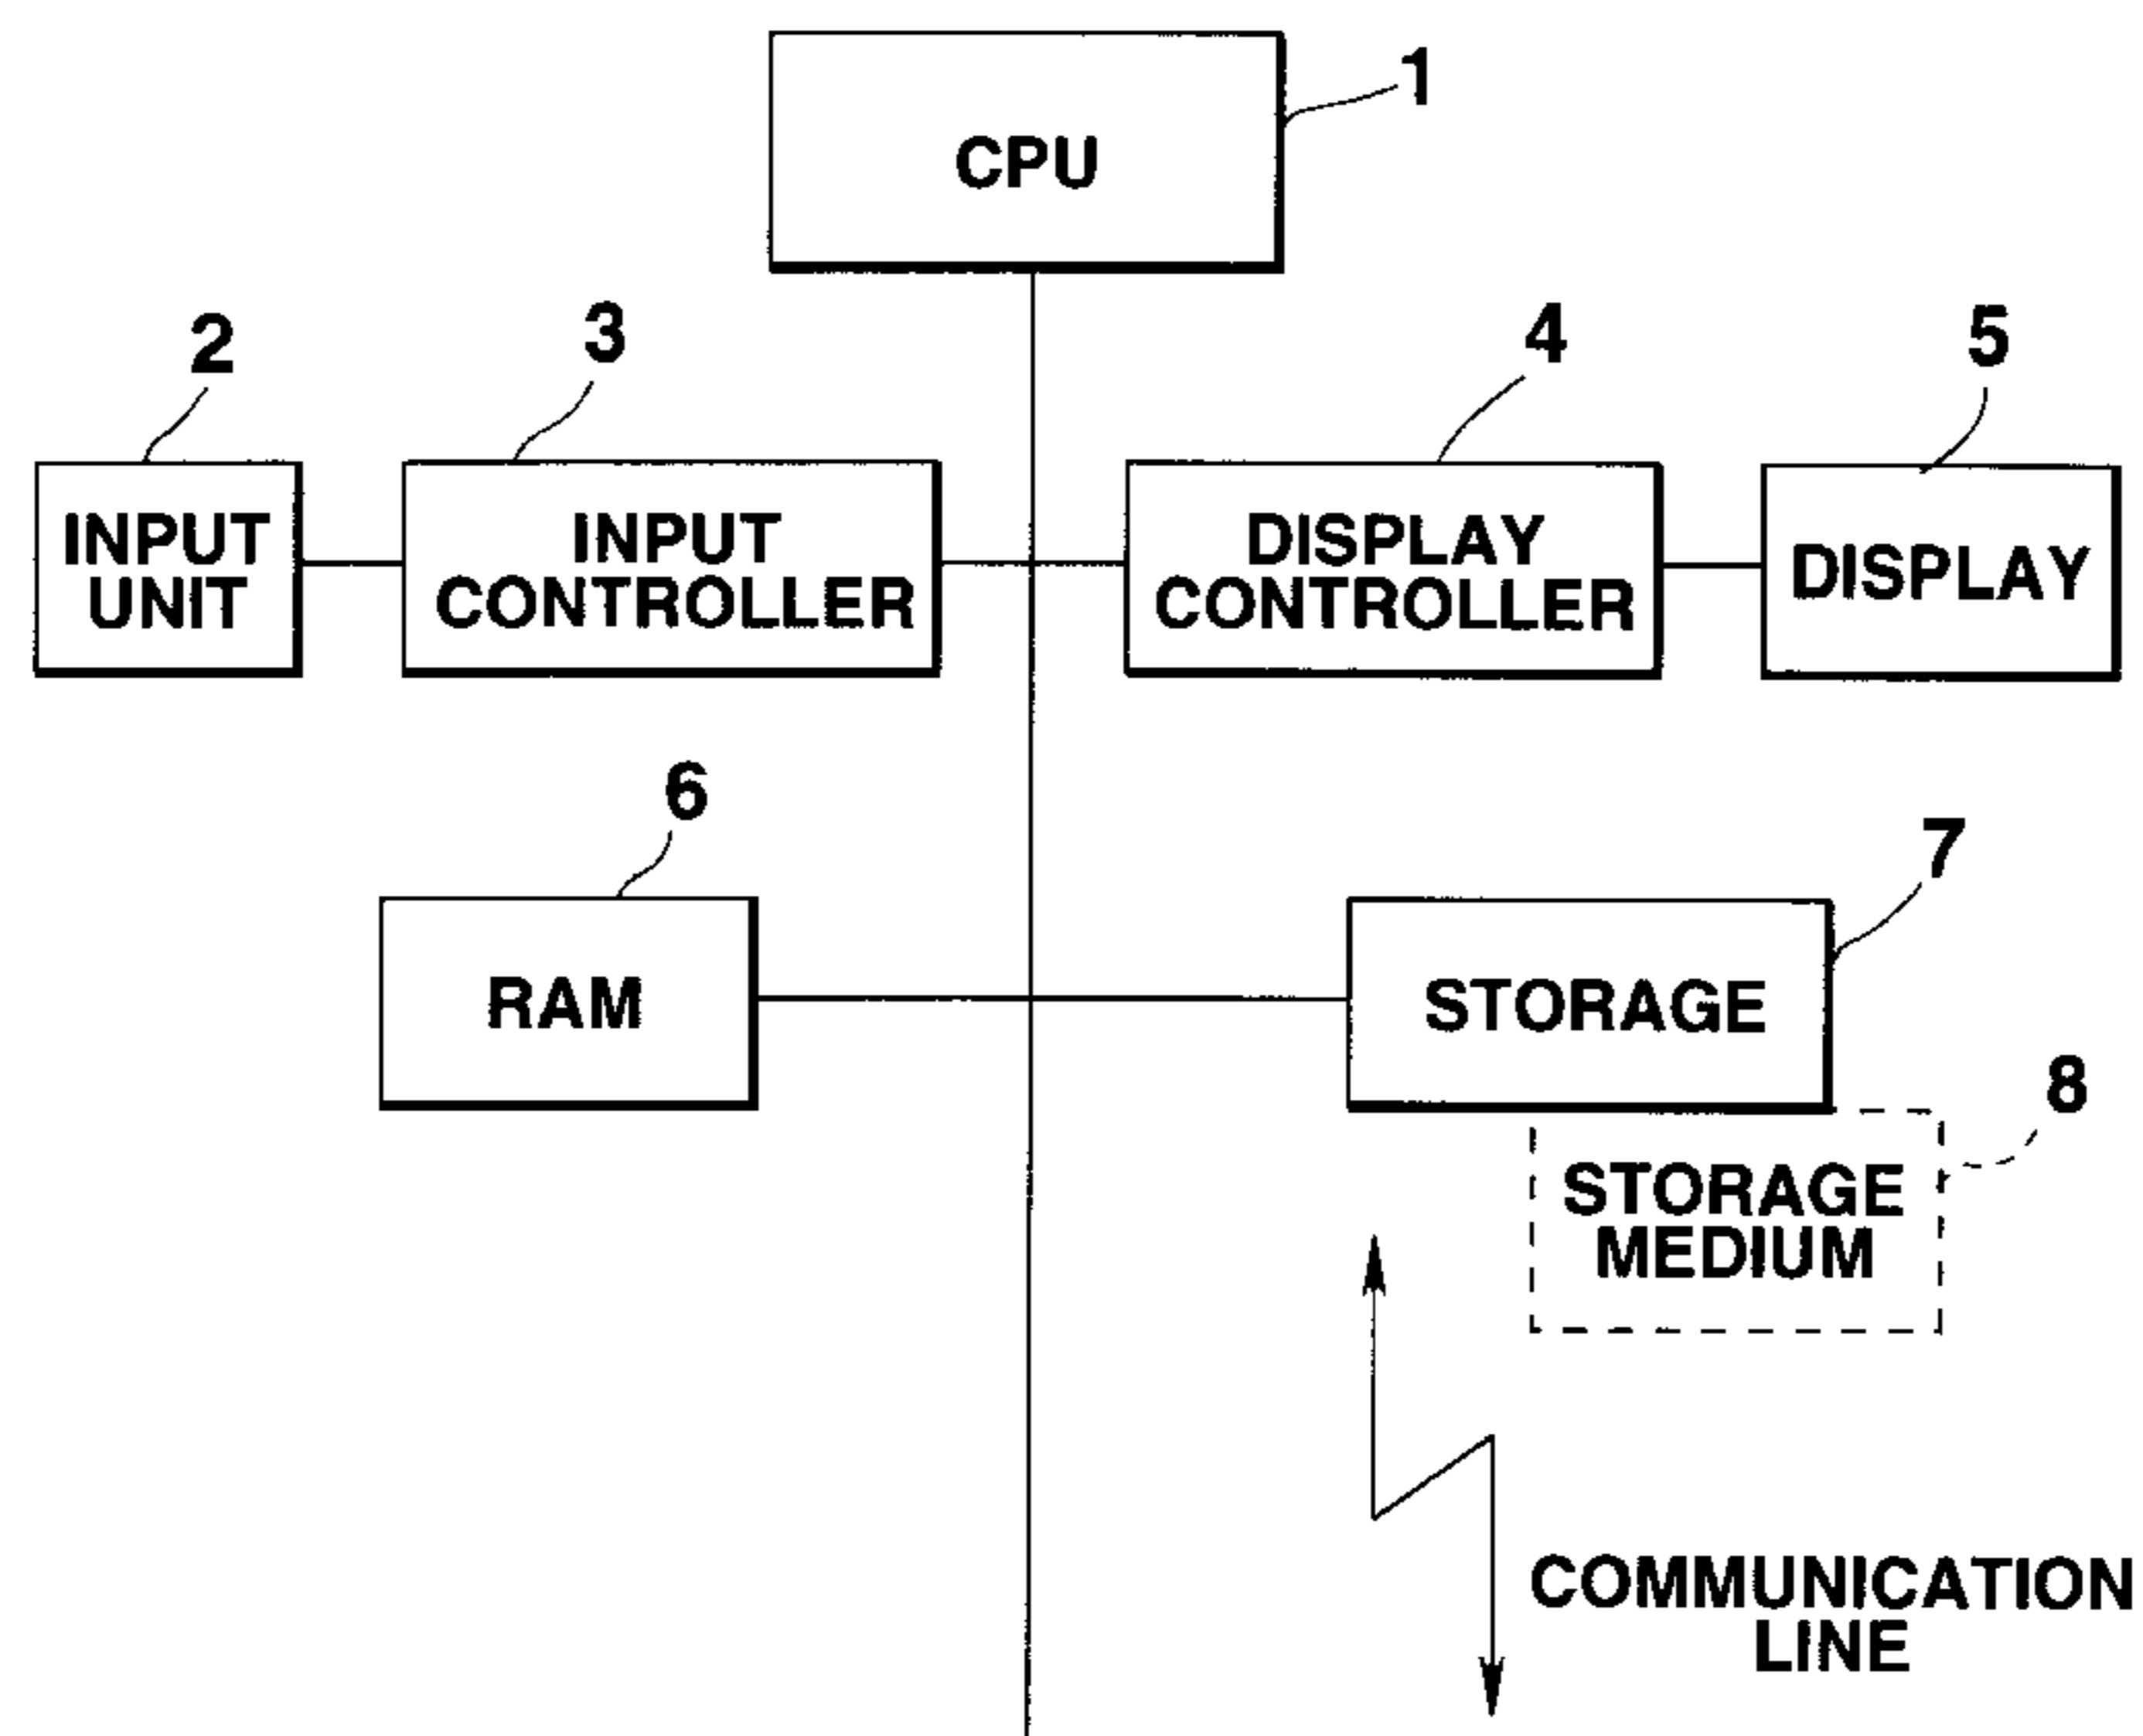 1
CPU
2
3
4
5
INPUT
UNIT
INPUT
CONTROLLER
DISPLAY
CONTROLLER
DISPLAY
6
7
RAM
STORAGE
8
STORAGE
MEDIUM
COMMUNICATION
LINE